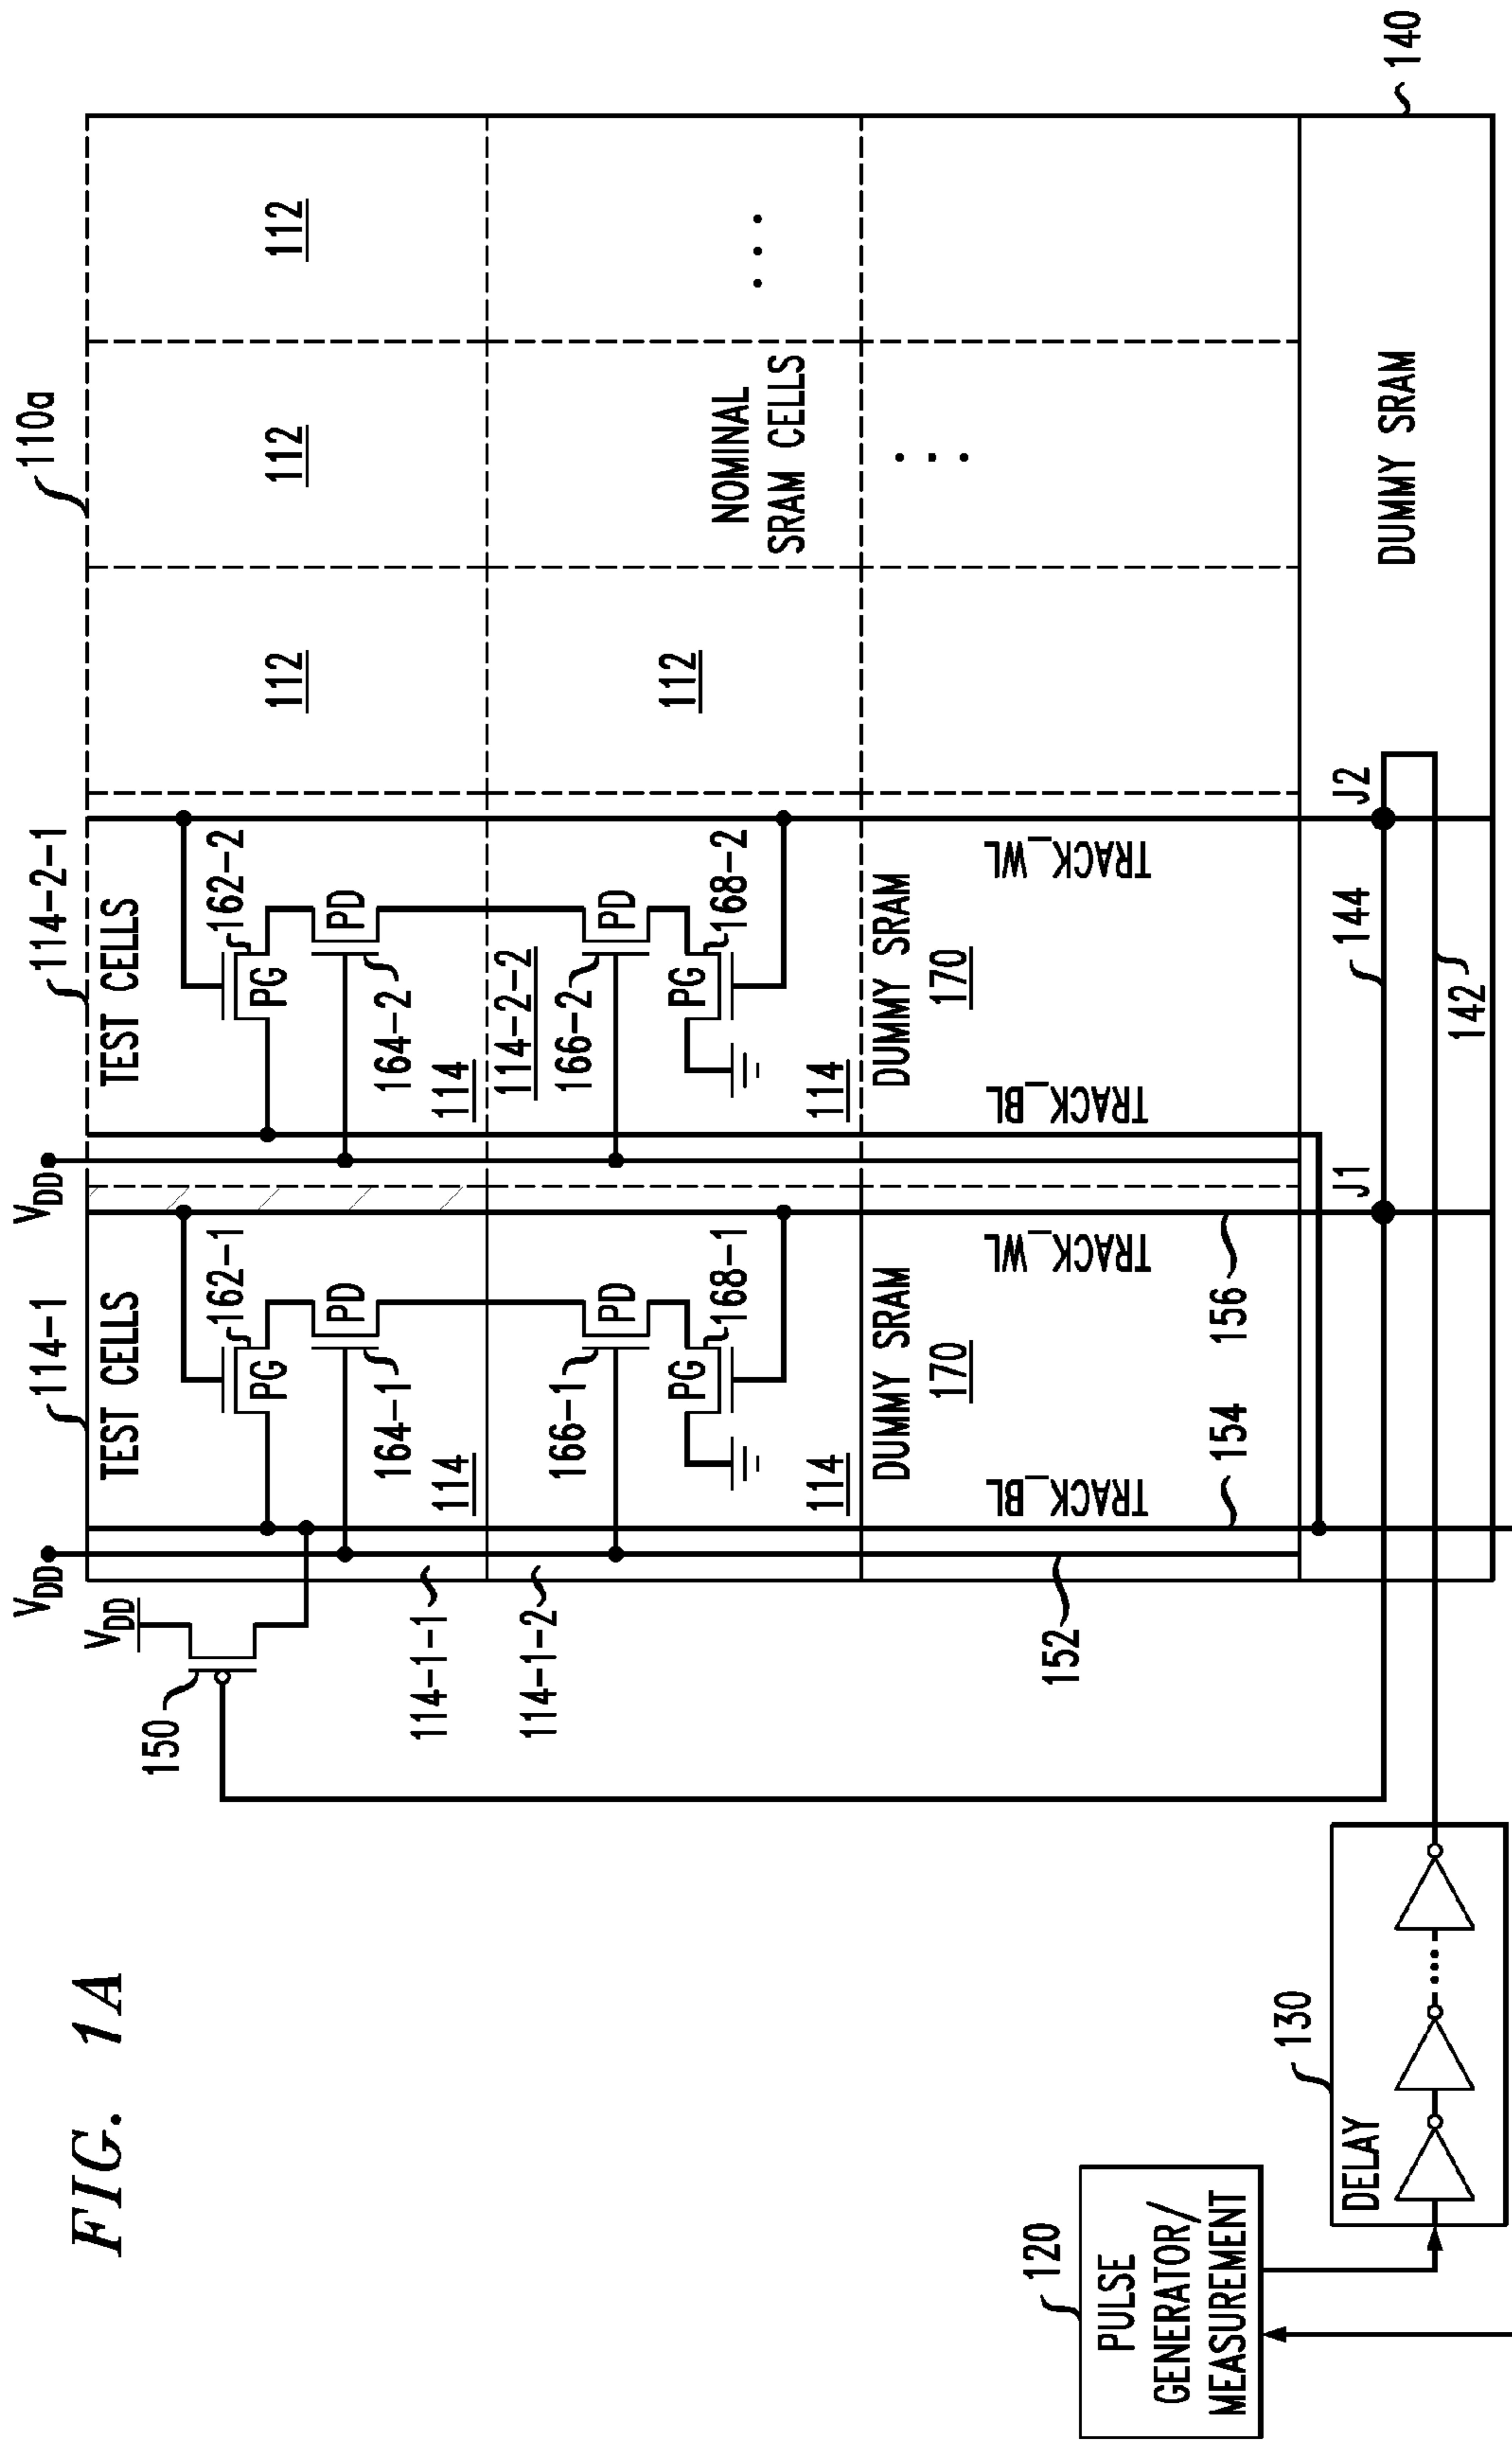 FIG. 1A
110a
114-1
114-2-1
V_DD
V_DD
V_DD
150
TEST CELLS
TEST CELLS
162-1
162-2
PG
PG
PD
PD
164-1
164-2
114
114
112
112
112
114-1-1
114-1-2
114-2-2
166-1
166-2
PD
PD
PG
PG
168-1
168-2
114
114
112
NOMINAL
SRAM CELLS
...
...
DUMMY SRAM
170
DUMMY SRAM
170
TRACK_BL
TRACK_WL
TRACK_BL
TRACK_WL
152
154
156
J1
J2
144
142
DUMMY SRAM
140
120
PULSE
GENERATOR/
MEASUREMENT
130
DELAY
...